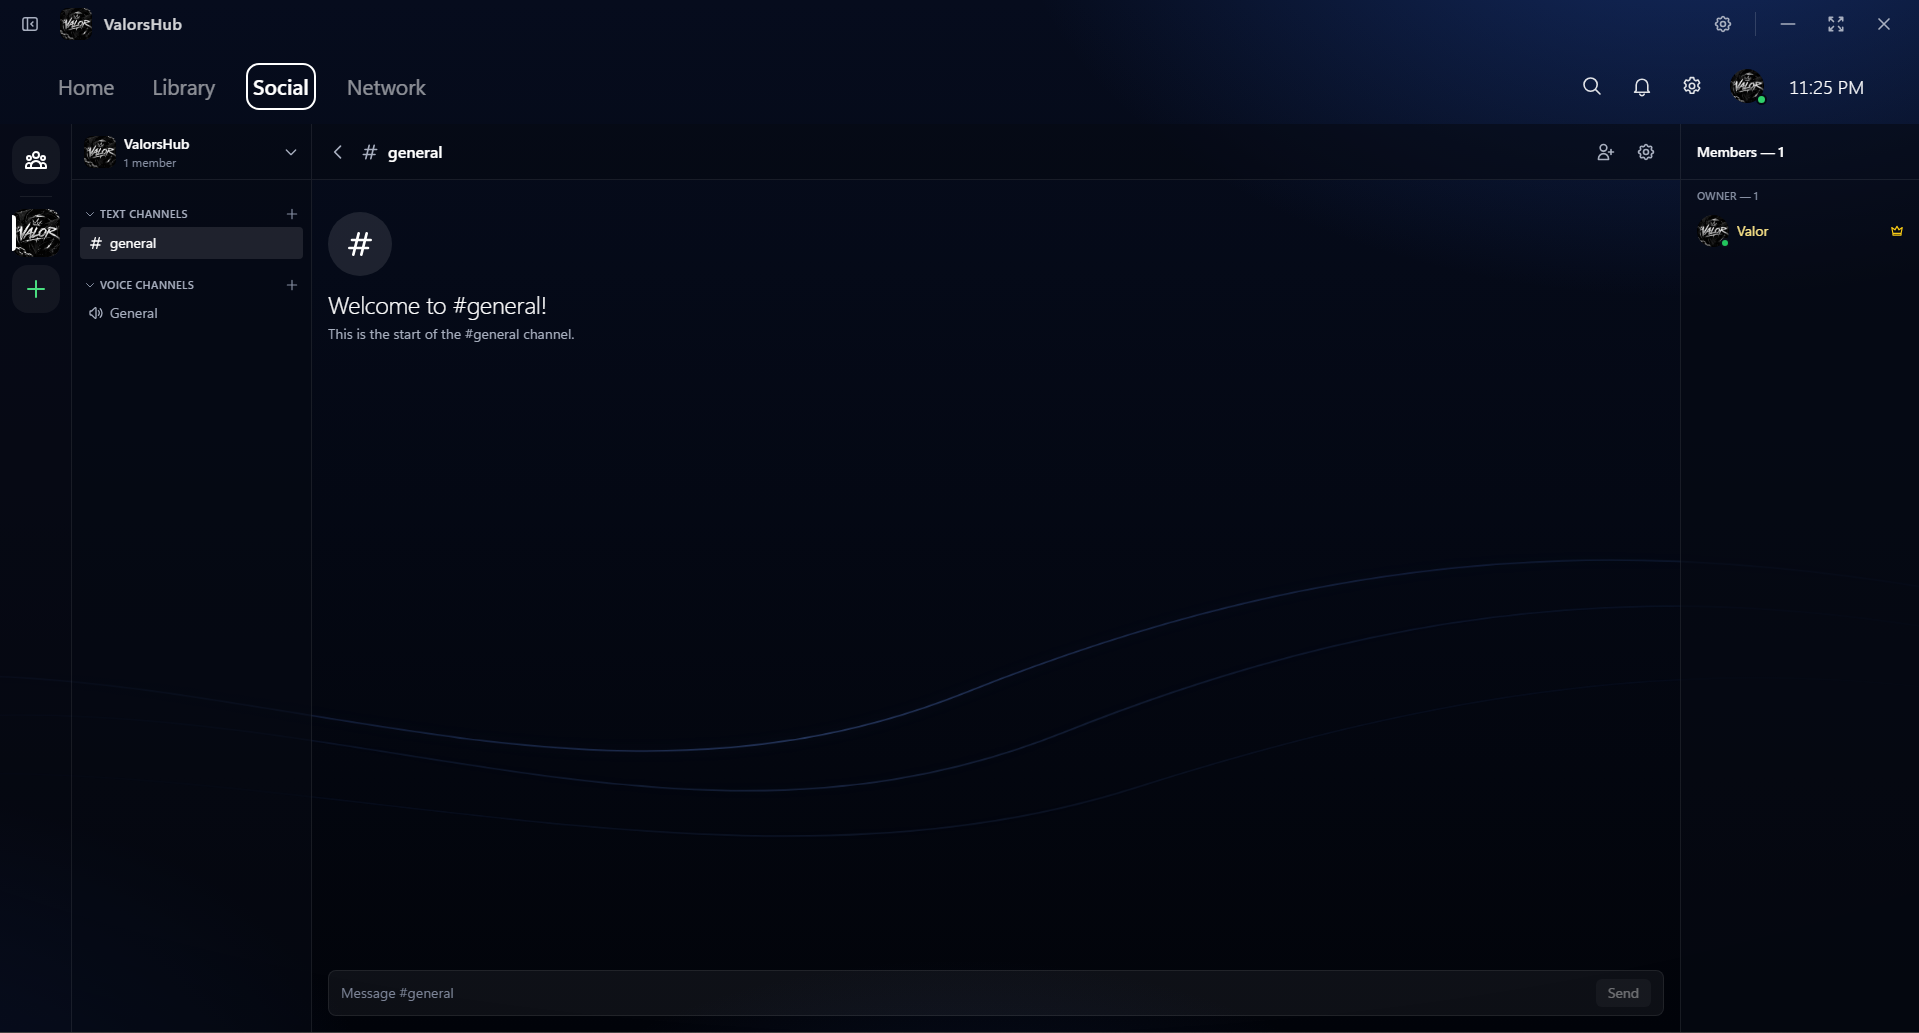 ValorsHub
Home Library Social Network
11:25 PM
ValorsHub
1 member
TEXT CHANNELS
# general
VOICE CHANNELS
General
# general
#
Welcome to #general!
This is the start of the #general channel.
Message #general
Send
Members — 1
OWNER — 1
Valor
VALOR